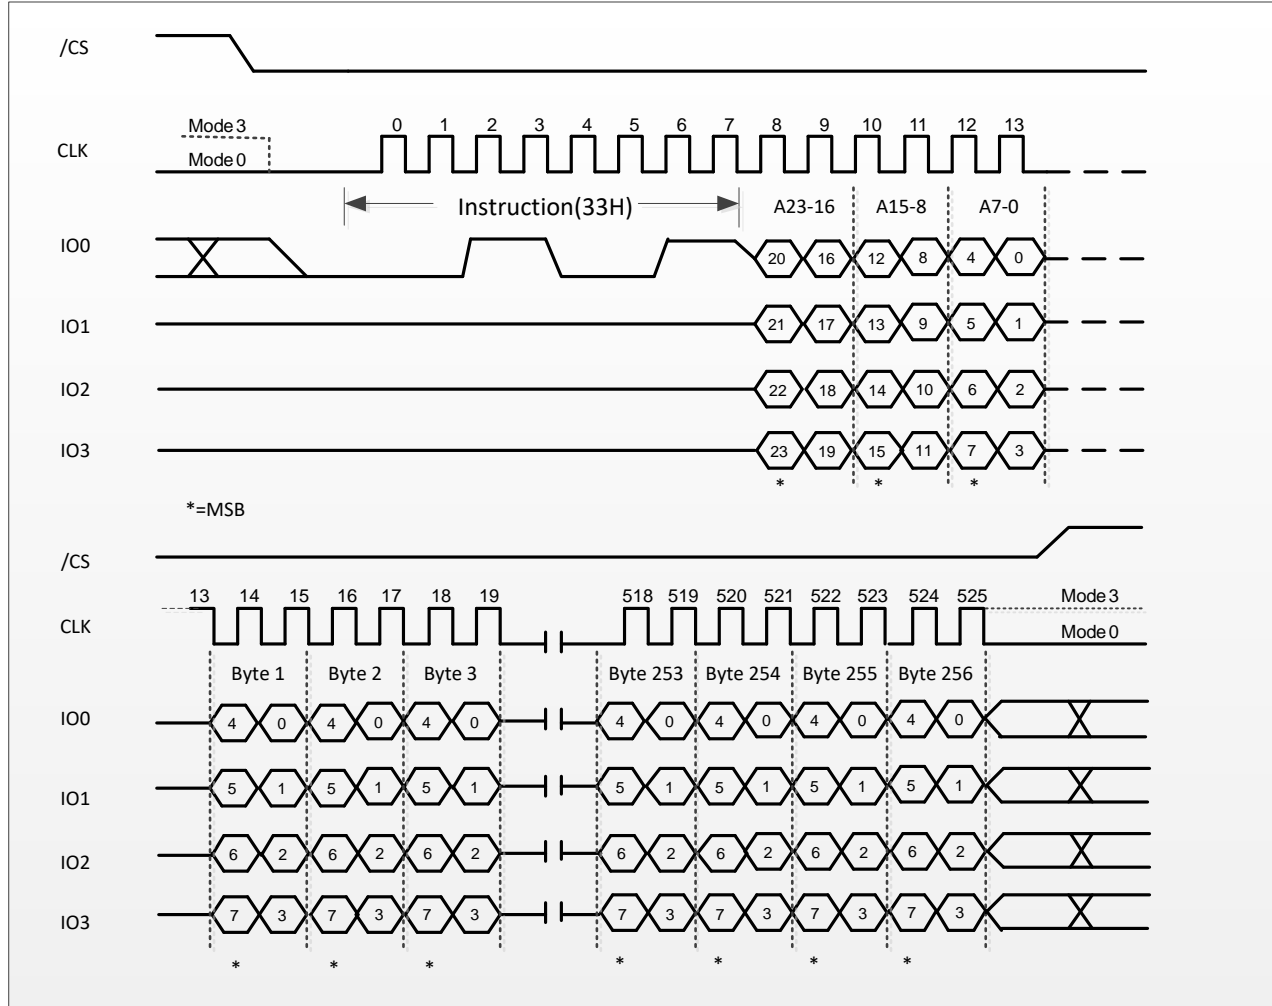 /CS
Mode 3
0 1 2 3 4 5 6 7 8 9 10 11 12 13
CLK
Mode 0
Instruction(33H) A23-16 A15-8 A7-0
IO0
20 16 12 8 4 0
IO1
21 17 13 9 5 1
IO2
22 18 14 10 6 2
IO3
23 19 15 11 7 3
* * *
*=MSB
/CS
13 14 15 16 17 18 19 518 519 520 521 522 523 524 525 Mode 3
CLK
Mode 0
Byte 1 Byte 2 Byte 3 Byte 253 Byte 254 Byte 255 Byte 256
IO0
4 0 4 0 4 0 4 0 4 0 4 0 4 0
IO1
5 1 5 1 5 1 5 1 5 1 5 1 5 1
IO2
6 2 6 2 6 2 6 2 6 2 6 2 6 2
IO3
7 3 7 3 7 3 7 3 7 3 7 3 7 3
* * * * * * *